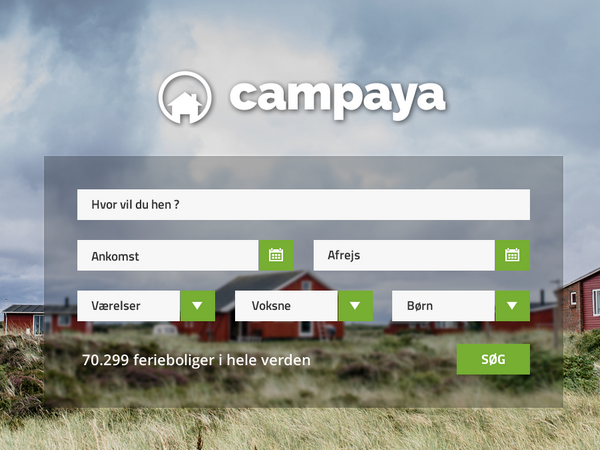 campaya
Hvor vil du hen ?
Ankomst
Afrejs
Værelser
Voksne
Børn
70.299 ferieboliger i hele verden
SØG